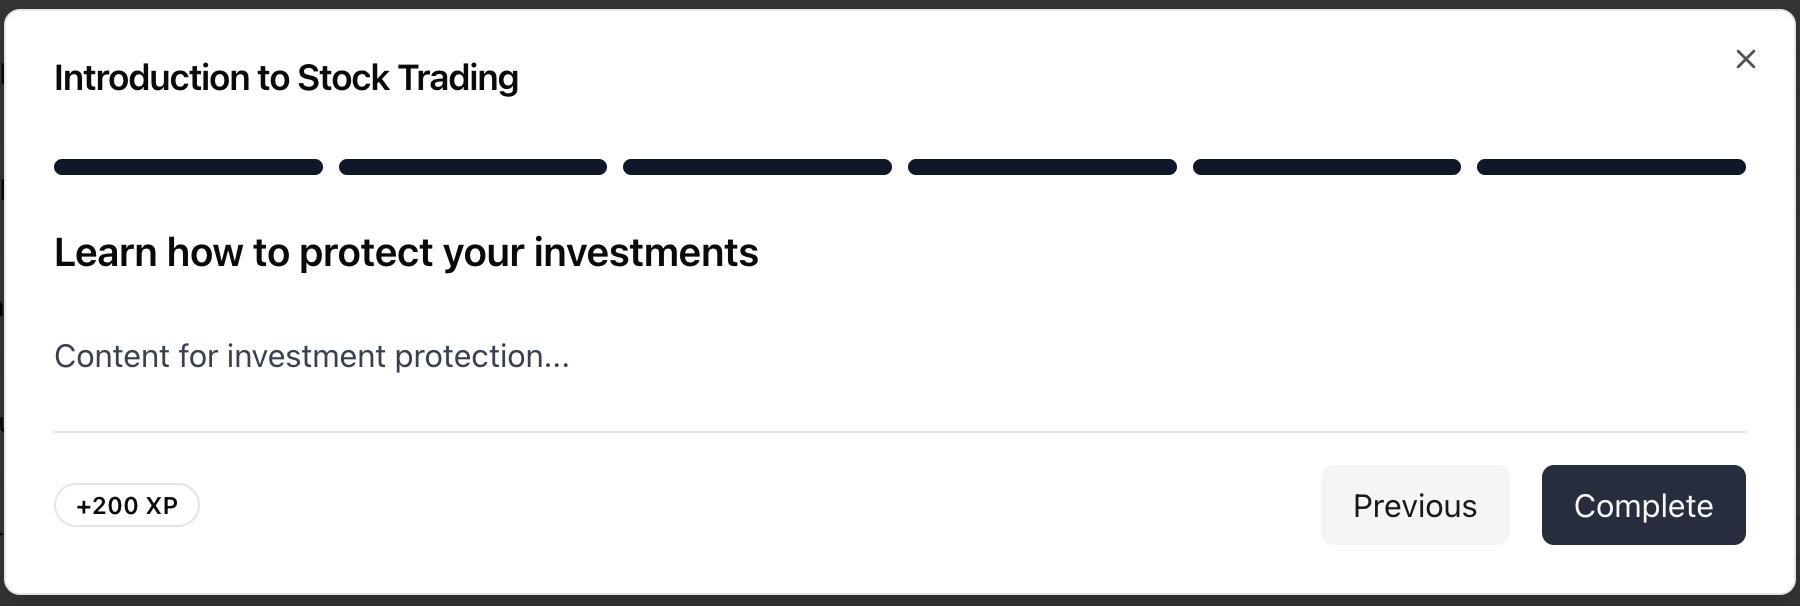 Introduction to Stock Trading
Learn how to protect your investments
Content for investment protection...
+200 XP
Previous
Complete